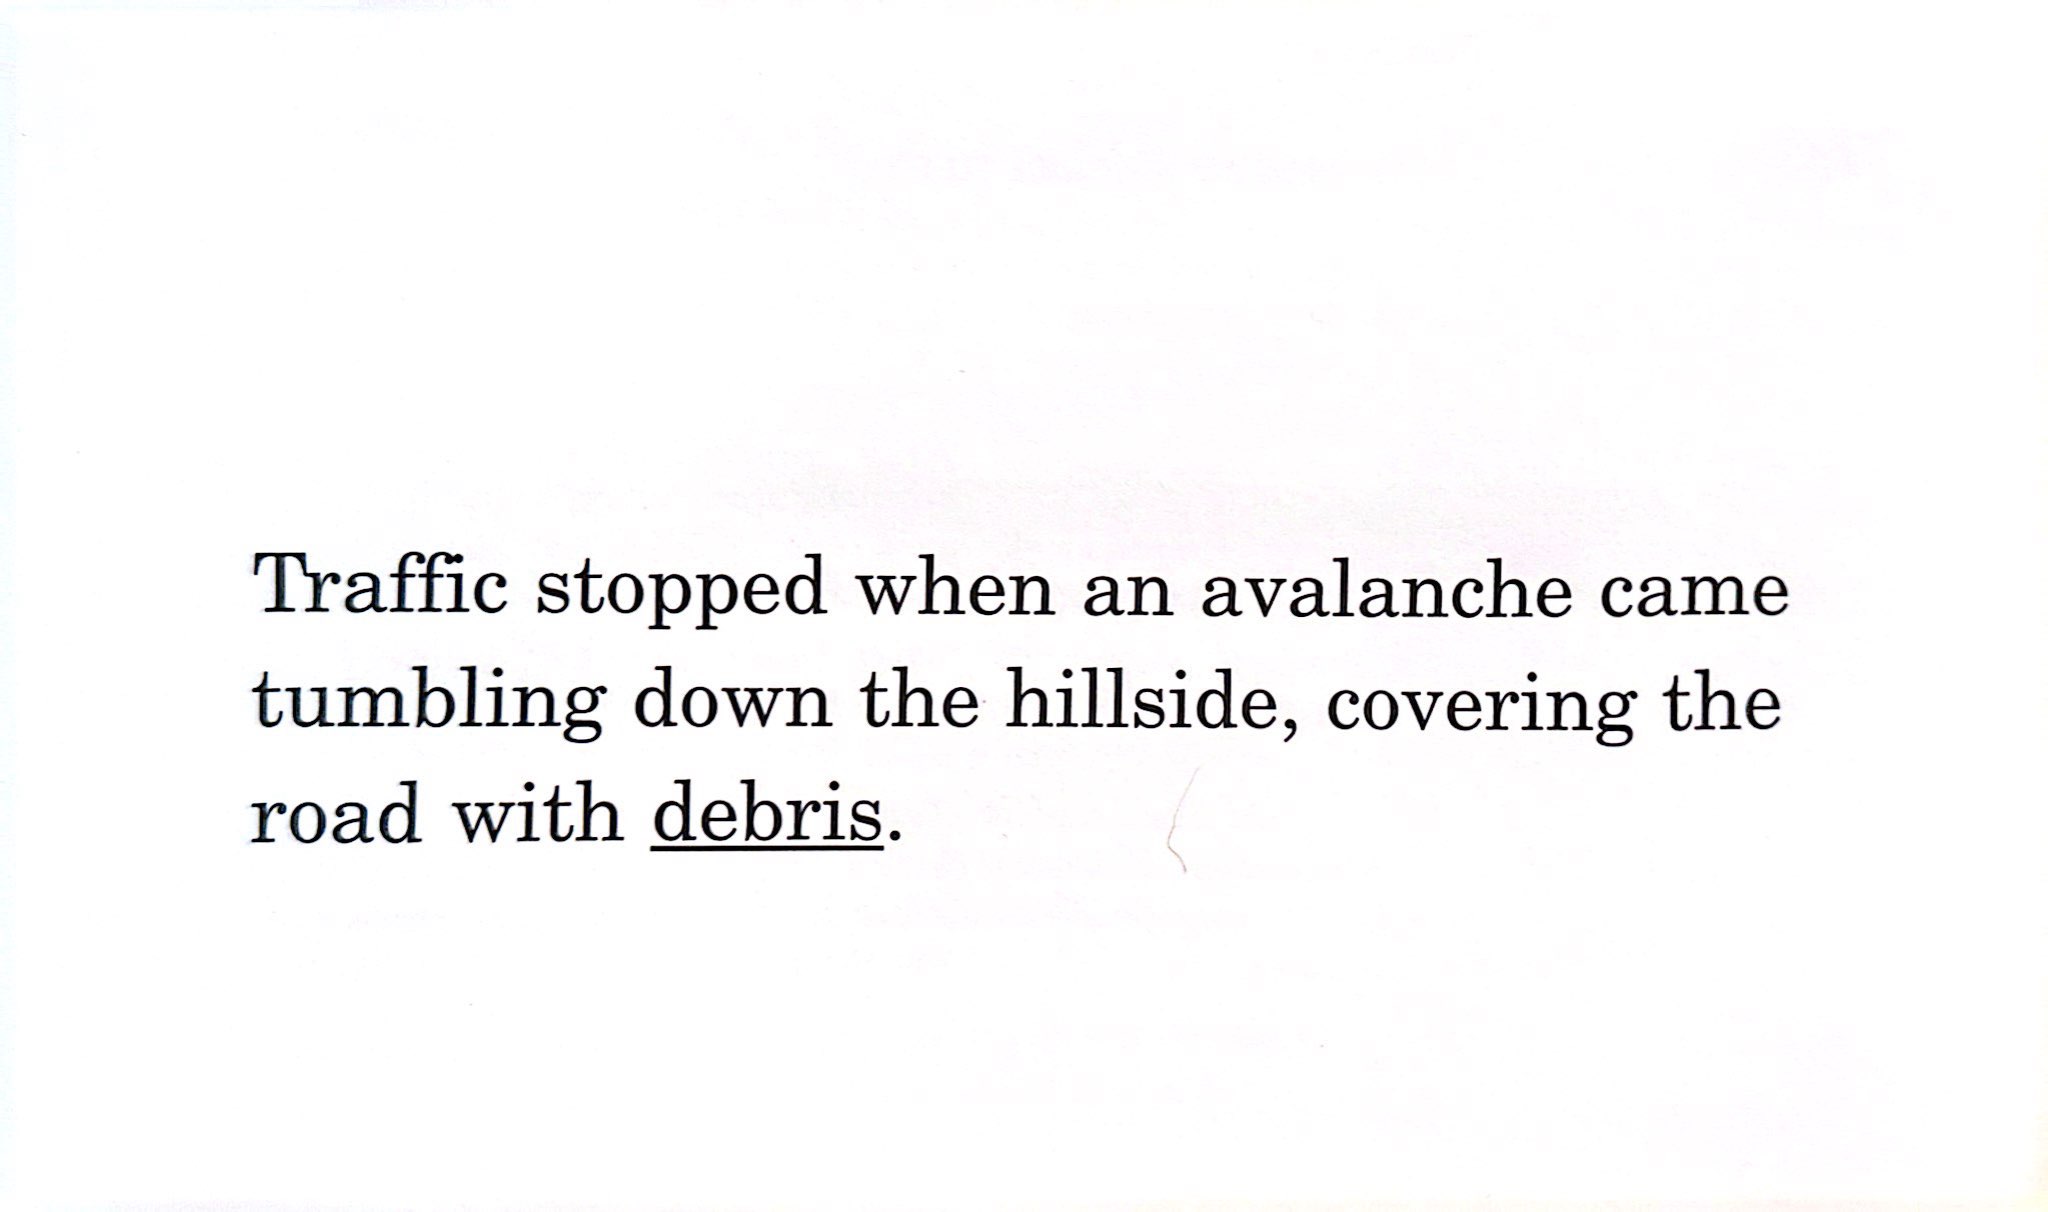 Traffic stopped when an avalanche came
tumbling down the hillside, covering the
road with debris.